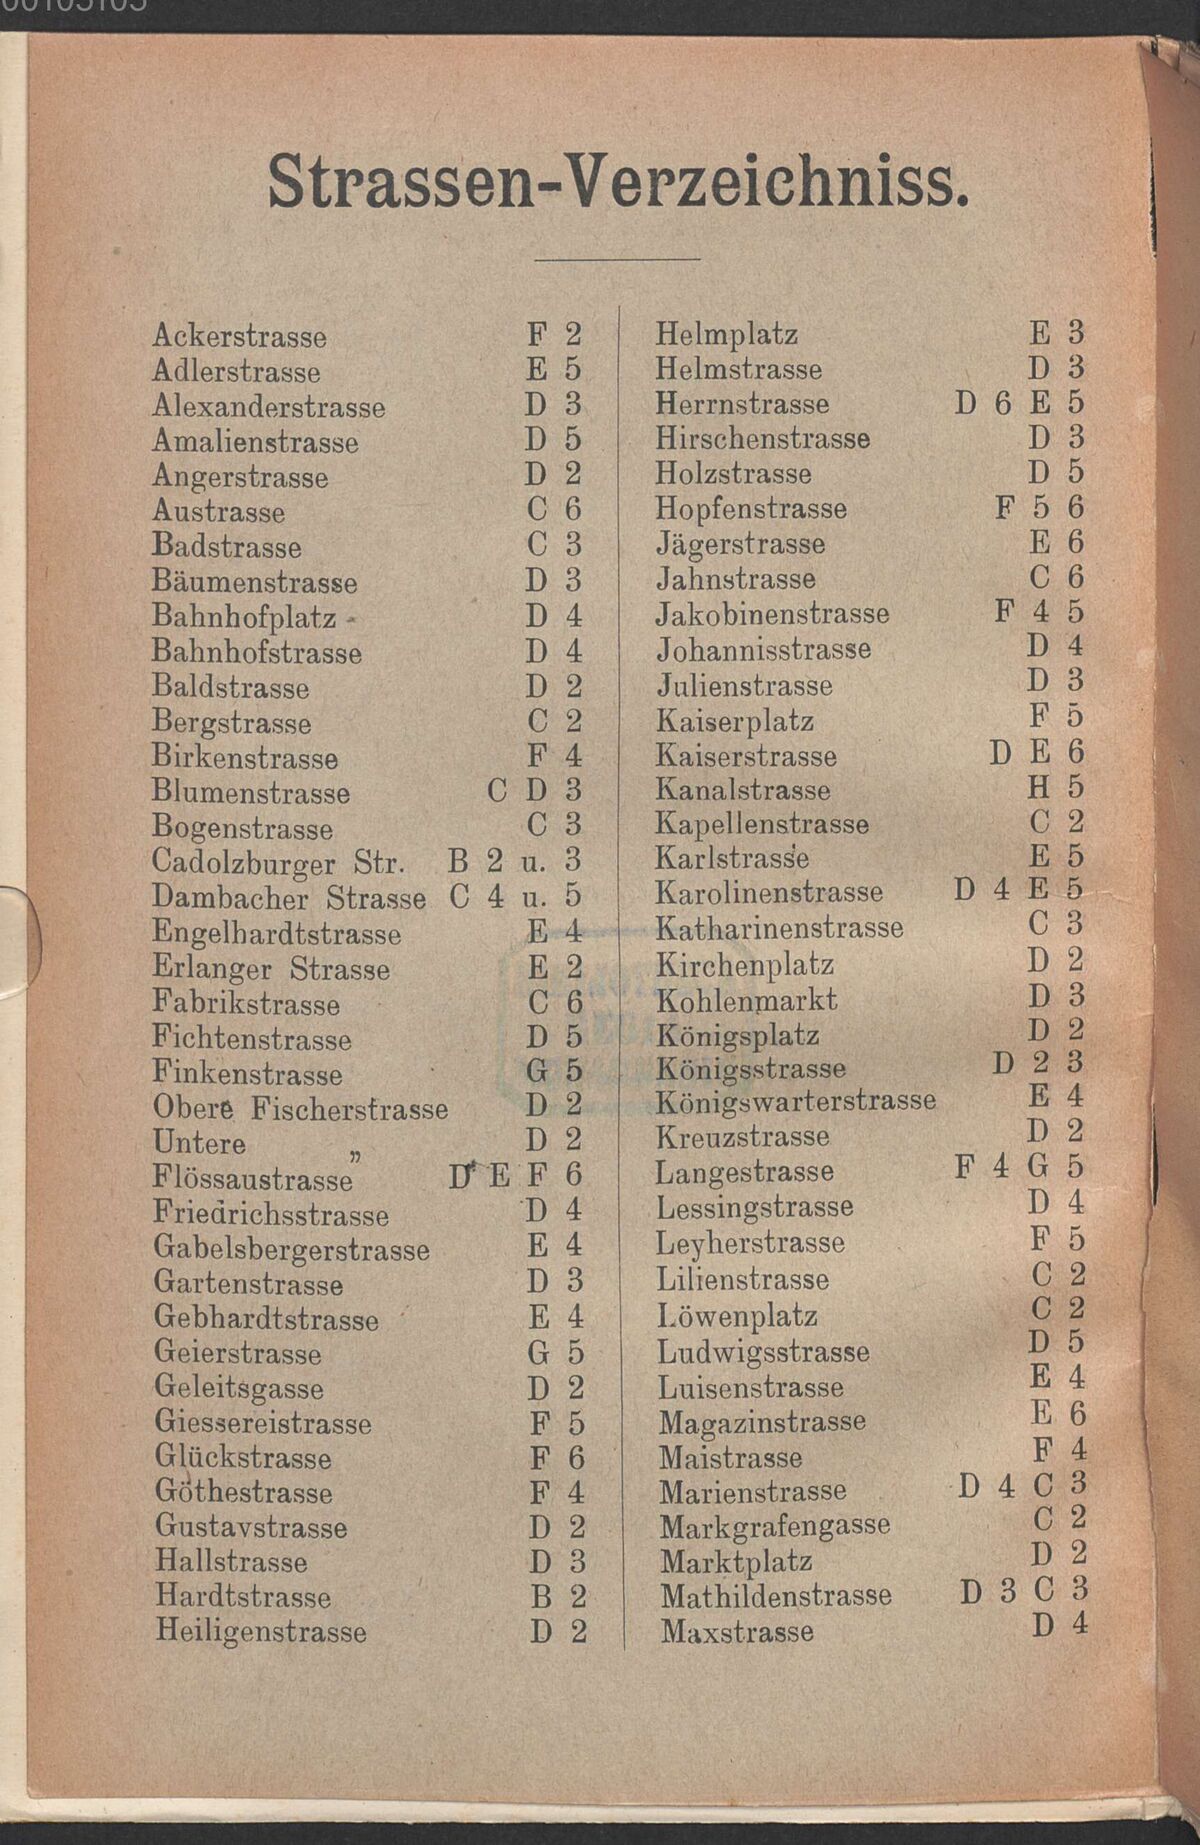 00105105
Strassen-Verzeichniss.
Ackerstrasse F 2
Adlerstrasse E 5
Alexanderstrasse D 3
Amalienstrasse D 5
Angerstrasse D 2
Austrasse C 6
Badstrasse C 3
Bäumenstrasse D 3
Bahnhofplatz D 4
Bahnhofstrasse D 4
Baldstrasse D 2
Bergstrasse C 2
Birkenstrasse F 4
Blumenstrasse C D 3
Bogenstrasse C 3
Cadolzburger Str. B 2 u. 3
Dambacher Strasse C 4 u. 5
Engelhardtstrasse E 4
Erlanger Strasse E 2
Fabrikstrasse C 6
Fichtenstrasse D 5
Finkenstrasse G 5
Obere Fischerstrasse D 2
Untere „ D 2
Flössaustrasse D E F 6
Friedrichsstrasse D 4
Gabelsbergerstrasse E 4
Gartenstrasse D 3
Gebhardtstrasse E 4
Geierstrasse G 5
Geleitsgasse D 2
Giessereistrasse F 5
Glückstrasse F 6
Göthestrasse F 4
Gustavstrasse D 2
Hallstrasse D 3
Hardtstrasse B 2
Heiligenstrasse D 2
Helmplatz E 3
Helmstrasse D 3
Herrnstrasse D 6 E 5
Hirschenstrasse D 3
Holzstrasse D 5
Hopfenstrasse F 5 6
Jägerstrasse E 6
Jahnstrasse C 6
Jakobinenstrasse F 4 5
Johannisstrasse D 4
Julienstrasse D 3
Kaiserplatz F 5
Kaiserstrasse D E 6
Kanalstrasse H 5
Kapellenstrasse C 2
Karlstrasse E 5
Karolinenstrasse D 4 E 5
Katharinenstrasse C 3
Kirchenplatz D 2
Kohlenmarkt D 3
Königsplatz D 2
Königsstrasse D 2 3
Königswarterstrasse E 4
Kreuzstrasse D 2
Langestrasse F 4 G 5
Lessingstrasse D 4
Leyherstrasse F 5
Lilienstrasse C 2
Löwenplatz C 2
Ludwigsstrasse D 5
Luisenstrasse E 4
Magazinstrasse E 6
Maistrasse F 4
Marienstrasse D 4 C 3
Markgrafengasse C 2
Marktplatz D 2
Mathildenstrasse D 3 C 3
Maxstrasse D 4